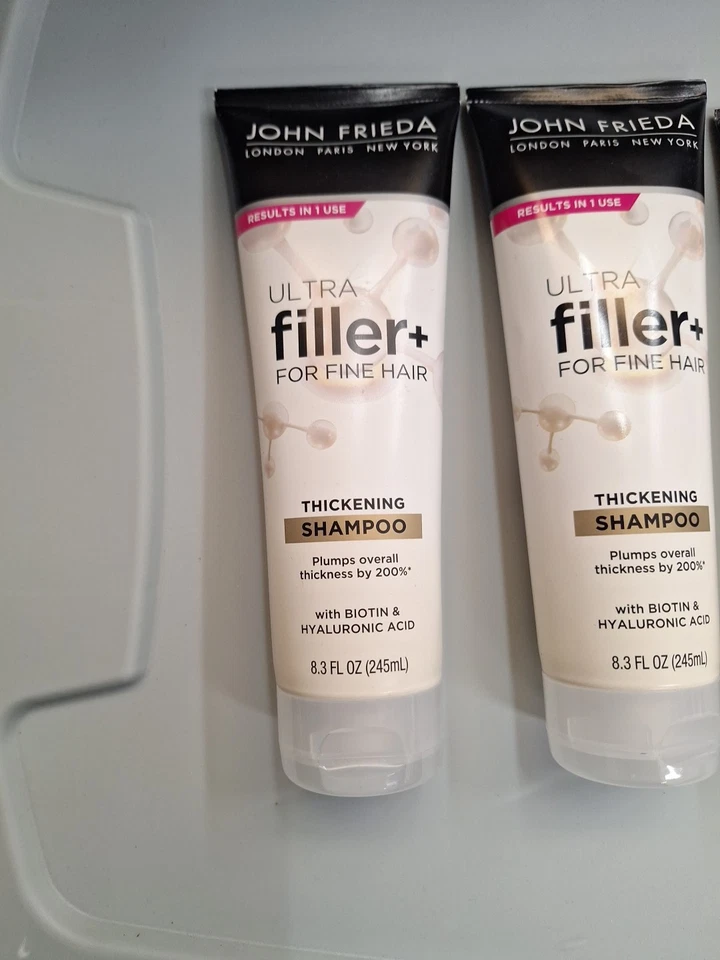 JOHN FRIEDA
LONDON PARIS NEW YORK
RESULTS IN 1 USE
ULTRA
filler+
FOR FINE HAIR
THICKENING
SHAMPOO
Plumps overall
thickness by 200%*
with BIOTIN &
HYALURONIC ACID
8.3 FL OZ (245mL)
JOHN FRIEDA
LONDON PARIS NEW YORK
RESULTS IN 1 USE
ULTRA
filler+
FOR FINE HAIR
THICKENING
SHAMPOO
Plumps overall
thickness by 200%*
with BIOTIN &
HYALURONIC ACID
8.3 FL OZ (245mL)